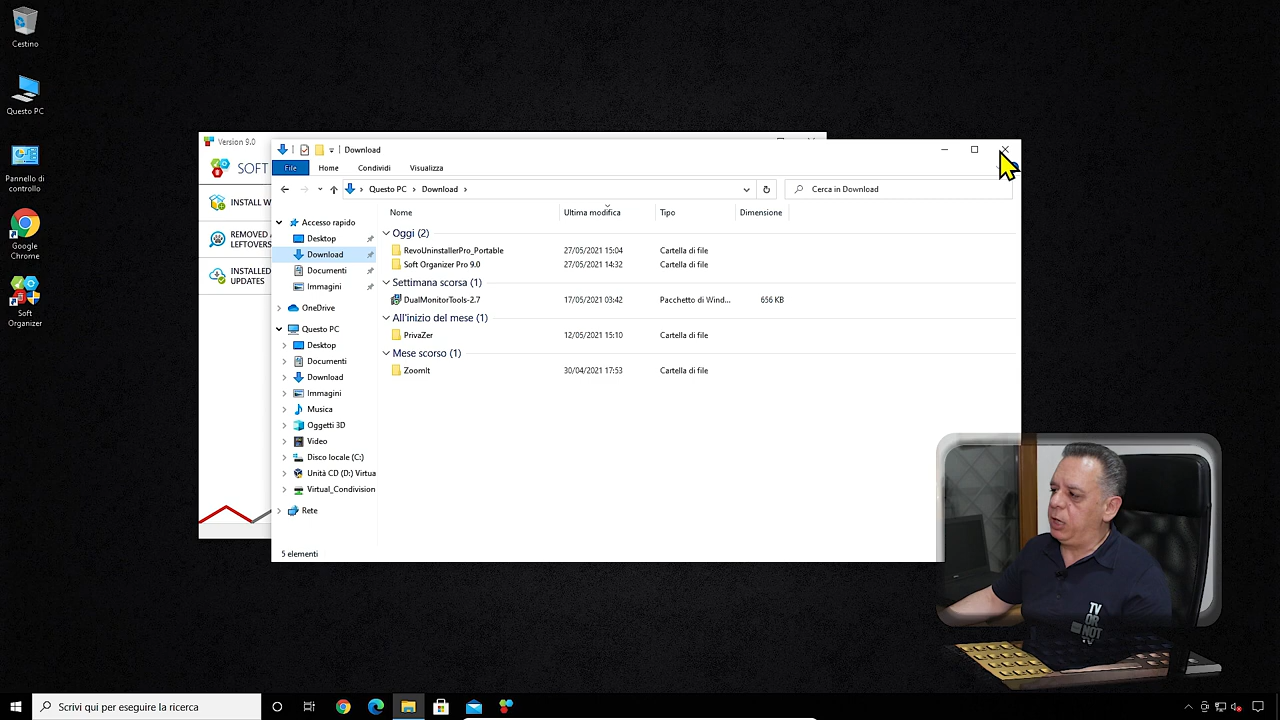 Cestino
Questo PC
Pannello di
controllo
Google
Chrome
Soft
Organizer
Version 9.0
SOFT
INSTALL W
REMOVED A
LEFTOVERS
INSTALLED
UPDATES
Download
File Home Condividi Visualizza
Questo PC Download
Cerca in Download
Nome Ultima modifica Tipo Dimensione
Accesso rapido
Desktop
Download
Documenti
Immagini
OneDrive
Questo PC
Desktop
Documenti
Download
Immagini
Musica
Oggetti 3D
Video
Disco locale (C:)
Unità CD (D:) Virtua
Virtual_Condivision
Rete
Oggi (2)
RevoUninstallerPro_Portable 27/05/2021 15:04 Cartella di file
Soft Organizer Pro 9.0 27/05/2021 14:32 Cartella di file
Settimana scorsa (1)
DualMonitorTools-2.7 17/05/2021 03:42 Pacchetto di Wind... 656 KB
All'inizio del mese (1)
PrivaZer 12/05/2021 15:10 Cartella di file
Mese scorso (1)
ZoomIt 30/04/2021 17:53 Cartella di file
5 elementi
TV
OR
NOT
TV
Scrivi qui per eseguire la ricerca